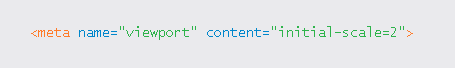 <meta name="viewport" content="initial-scale=2">